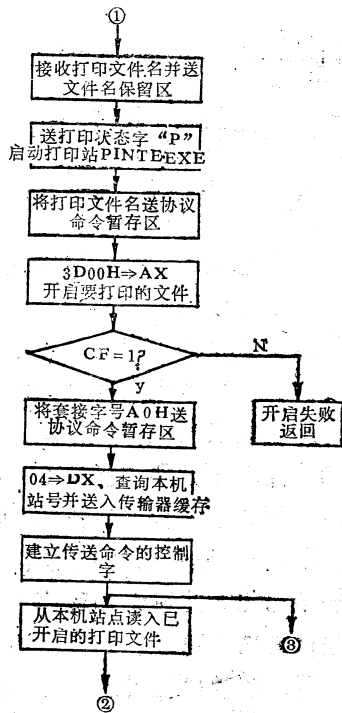 ①
接收打印文件名并送
文件名保留区
送打印状态字“P”
启动打印站PINTE·EXE
将打印文件名送协议
命令暂存区
3D00H⇒AX
开启要打印的文件
CF=1?
N
y
将套接字号A0H送
协议命令暂存区
开启失败
返回
04⇒DX、查询本机
站号并送入传输器缓存
建立传送命令的控制
字
从本机站点读入已
开启的打印文件
③
②